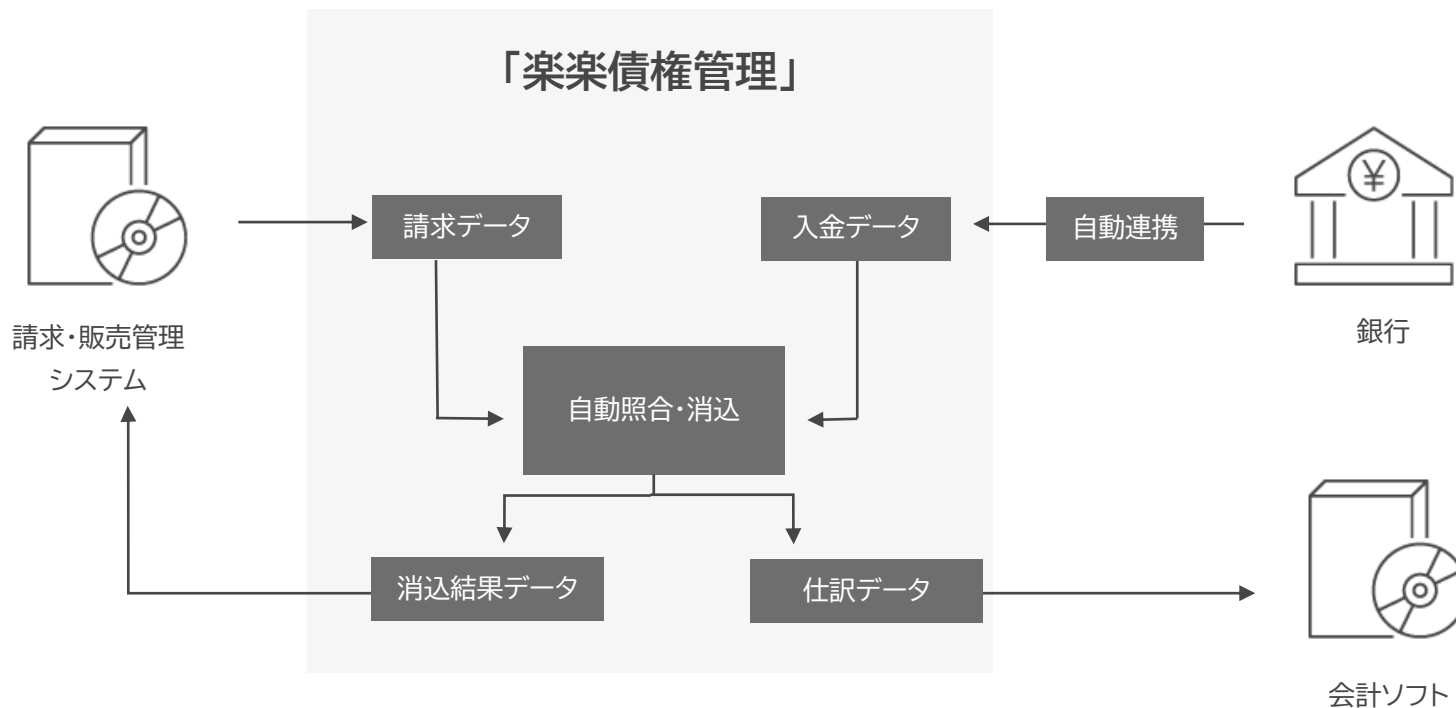 「楽楽債権管理」
請求データ
入金データ
自動連携
¥
請求・販売管理
システム
銀行
自動照合・消込
消込結果データ
仕訳データ
会計ソフト